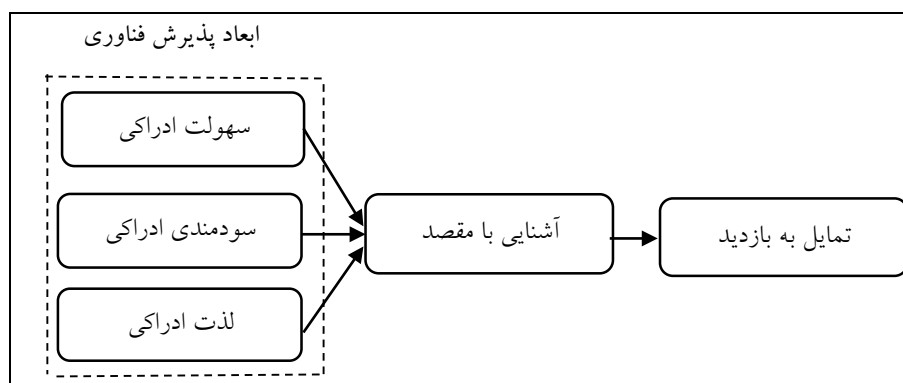 ابعاد پذیرش فناوری
سهولت ادراکی
سودمندی ادراکی
لذت ادراکی
آشنایی با مقصد
تمایل به بازدید